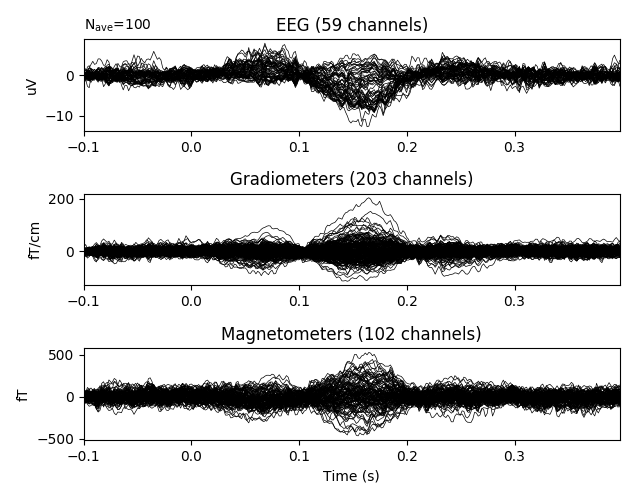 N_ave=100
EEG (59 channels)
0
−10
uV
−0.1 0.0 0.1 0.2 0.3
Gradiometers (203 channels)
200
0
fT/cm
−0.1 0.0 0.1 0.2 0.3
Magnetometers (102 channels)
500
0
−500
fT
−0.1 0.0 0.1 0.2 0.3
Time (s)